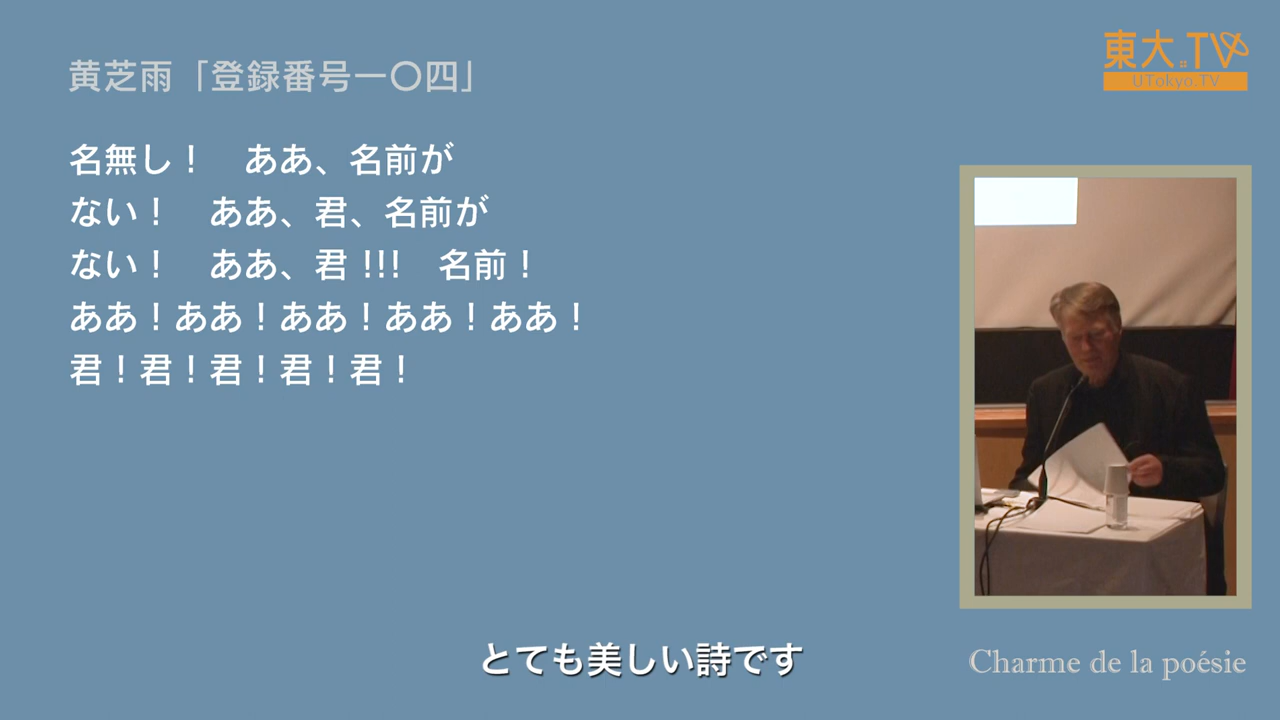 東大.TV
UTokyo.TV
黄芝雨「登録番号一〇四」
名無し！　ああ、名前が
ない！　ああ、君、名前が
ない！　ああ、君 !!!　名前！
ああ！ああ！ああ！ああ！ああ！
君！君！君！君！君！
とても美しい詩です
Charme de la poésie